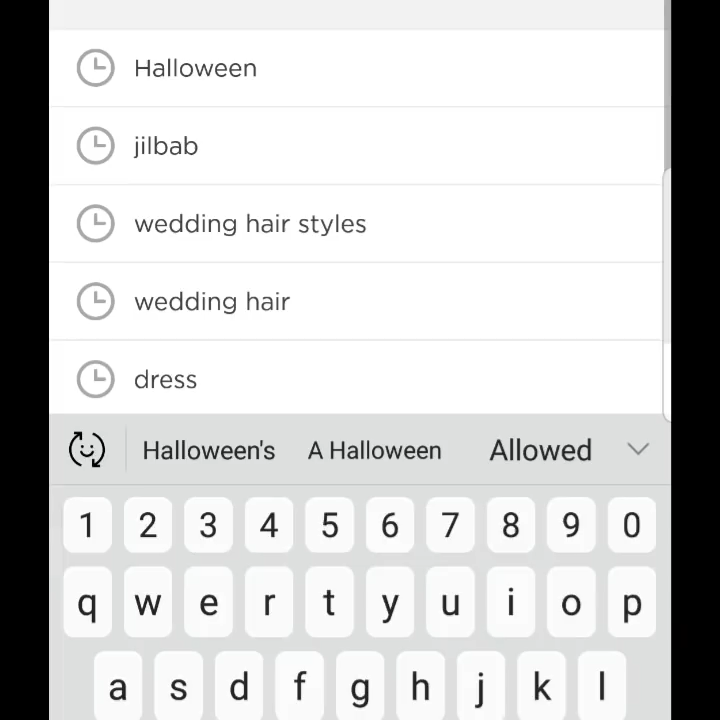 Halloween
jilbab
wedding hair styles
wedding hair
dress
Halloween's A Halloween Allowed
1 2 3 4 5 6 7 8 9 0
q w e r t y u i o p
a s d f g h j k l